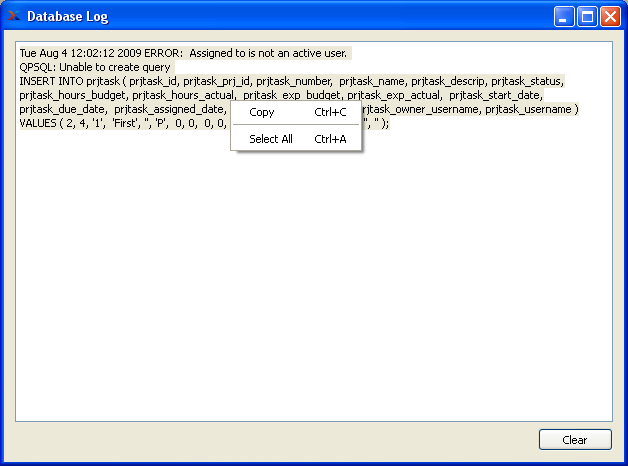 Database Log
Tue Aug 4 12:02:12 2009 ERROR:  Assigned to is not an active user.
QPSQL: Unable to create query
INSERT INTO prjtask ( prjtask_id, prjtask_prj_id, prjtask_number,  prjtask_name, prjtask_descrip, prjtask_status,
prjtask_hours_budget, prjtask_hours_actual,  prjtask_exp_budget, prjtask_exp_actual,  prjtask_start_date,
prjtask_due_date,  prjtask_assigned_date, prjtask_owner_username, prjtask_username )
VALUES ( 2, 4, '1',  'First', '', 'P',  0, 0,  0, 0, '', '' );
Copy Ctrl+C
Select All Ctrl+A
Clear